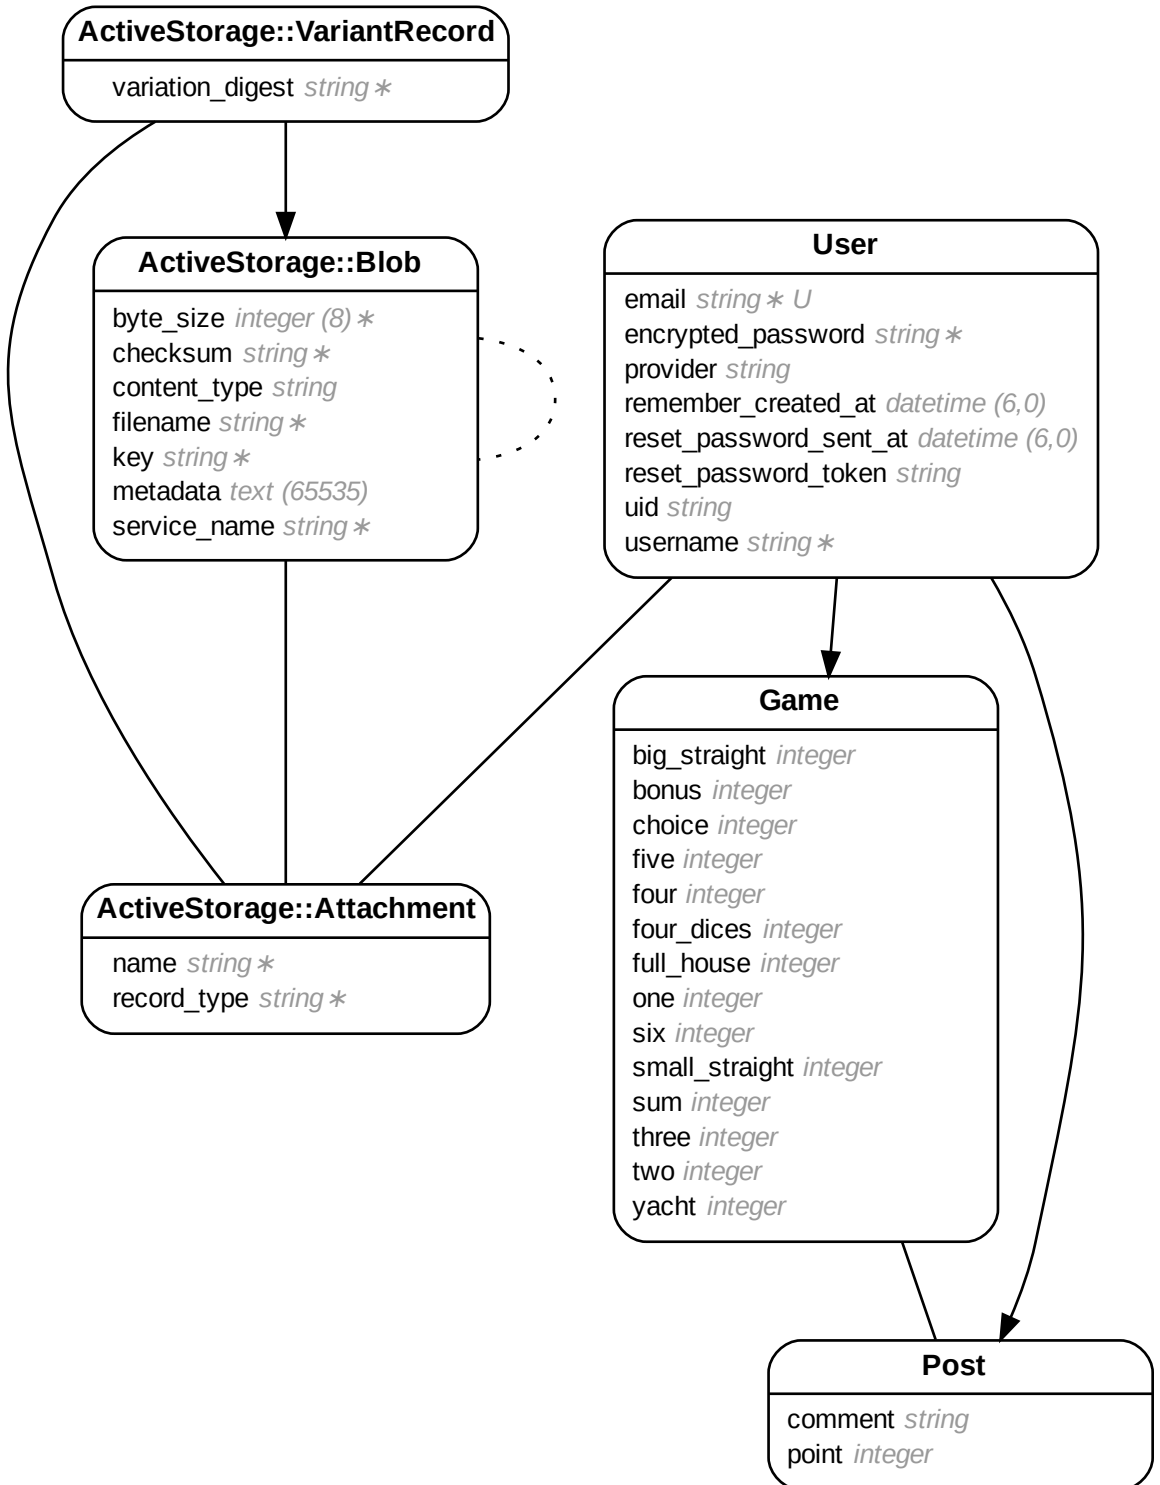 ActiveStorage::VariantRecord
variation_digest string ∗
ActiveStorage::Blob
byte_size integer (8) ∗
checksum string ∗
content_type string
filename string ∗
key string ∗
metadata text (65535)
service_name string ∗
User
email string ∗ U
encrypted_password string ∗
provider string
remember_created_at datetime (6,0)
reset_password_sent_at datetime (6,0)
reset_password_token string
uid string
username string ∗
ActiveStorage::Attachment
name string ∗
record_type string ∗
Game
big_straight integer
bonus integer
choice integer
five integer
four integer
four_dices integer
full_house integer
one integer
six integer
small_straight integer
sum integer
three integer
two integer
yacht integer
Post
comment string
point integer